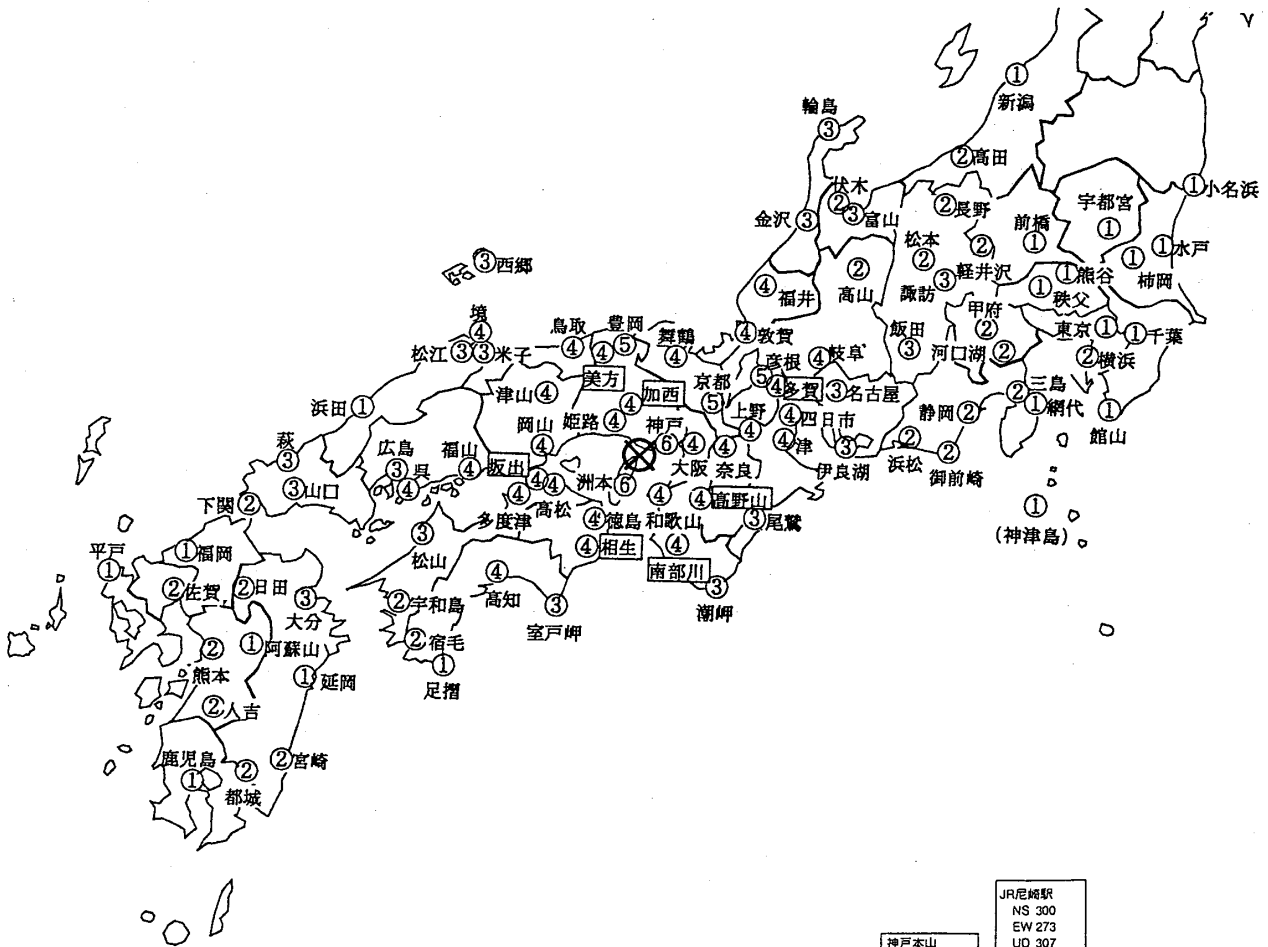 ① 新潟
輪島 ③
② 高田
① 小名浜
伏木 ②
③ 富山
金沢 ③
② 長野
前橋 ①
宇都宮 ①
① 水戸
① 柿岡
松本 ②
② 軽井沢
① 熊谷
① 秩父
③ 西郷
④ 福井
② 高山
諏訪 ③
甲府 ②
東京 ①
① 千葉
境 ④
鳥取 ④
豊岡 ⑤
舞鶴 ④
④ 敦賀
飯田 ③
河口湖 ②
② 横浜
松江 ③
③ 米子
④ 美方
彦根 ⑤
④ 岐阜
三島 ②
① 網代
① 館山
津山 ④
④ 加西
京都 ⑤
④ 多賀
③ 名古屋
静岡 ②
浜田 ①
姫路 ④
神戸 ⑥
上野 ④
④ 四日市
④ 津
③ 伊良湖
② 浜松
② 御前崎
萩 ③
広島 ③
呉 ④
福山 ④
岡山 ④
坂出 ④
④ 高松
④ 多度津
洲本 ⑥
④ 大阪
④ 奈良
① (神津島)
③ 山口
下関 ②
④ 徳島
④ 和歌山
④ 高野山
③ 尾鷲
③ 松山
④ 相生
④ 南部川
平戸 ①
① 福岡
② 佐賀
② 日田
③ 大分
② 宇和島
④ 高知
③ 室戸岬
③ 潮岬
② 宿毛
① 足摺
② 熊本
① 阿蘇山
① 延岡
② 人吉
② 宮崎
鹿児島 ①
② 都城
JR尼崎駅
NS 300
EW 273
UD 307
神戸本山